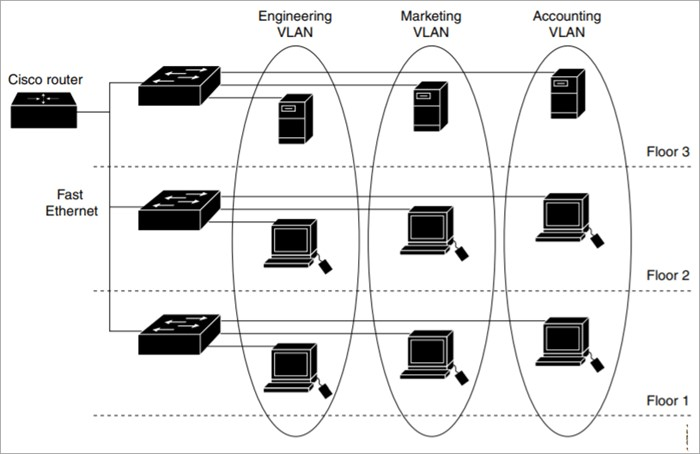 Engineering
VLAN
Marketing
VLAN
Accounting
VLAN
Cisco router
Floor 3
Fast
Ethernet
Floor 2
Floor 1